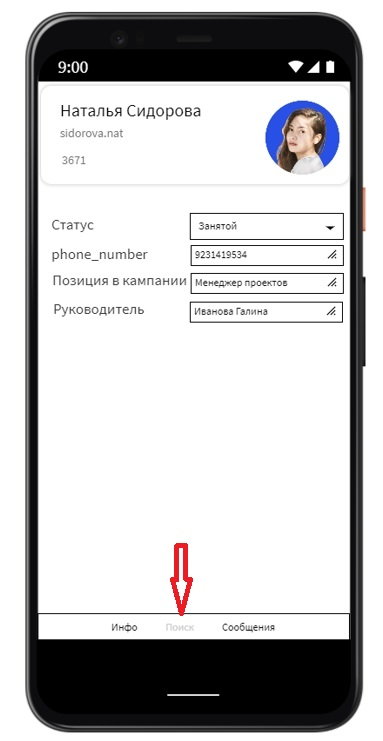 9:00
Наталья Сидорова
sidorova.nat
3671
Статус Занятой
phone_number 9231419534
Позиция в кампании Менеджер проектов
Руководитель Иванова Галина
Инфо Поиск Сообщения